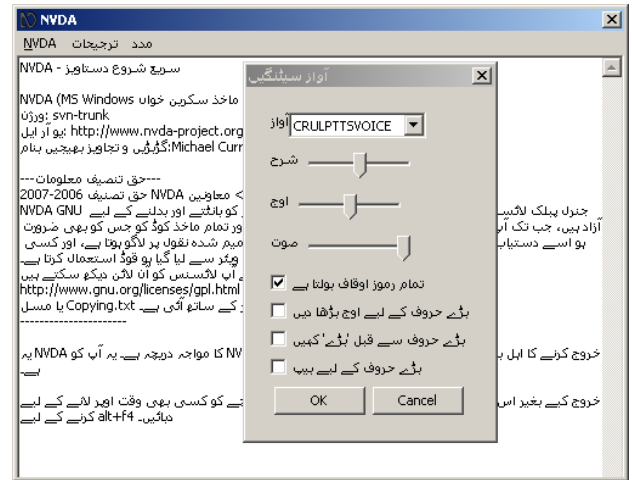 NVDA
NVDA ترجیحات مدد
NVDA - سریع شروع دستاویز
NVDA (MS Windows ماخذ سکرین خواں
ورژن: svn-trunk
یو آر ایل: http://www.nvda-project.org
گڑبڑیں و تجاویز بھیجیں بنام: Michael Curr
---حق تنصیف معلومات---
2007-2006 حق تصنیف NVDA معاونین >
NVDA GNU کو بانٹنے اور بدلنے کے لیے
جنرل پبلک لائس
ور تمام ماخذ کوڈ کو جس کو بھی ضرورت
آزاد ہیں، جب تک آپ
میم شدہ نقول پر لاگو ہوتا ہے، اور کسی
ہو اسے دستیاب
ویئر سے لیا گیا ہو قوڈ استعمال کرتا ہے۔
آپ لائسنس کو آن لائن دیکھ سکتے ہیں
http://www.gnu.org/licenses/gpl.html
کے ساتھ آئی ہے۔ Copying.txt یا مسل
---------------------
خروج کرنے کا اہل ب
NV کا مواجہ دریچہ ہے۔ یہ آپ کو NVDA یہ
ہے۔
خروج کیے بغیر اس
چے کو کسی بھی وقت اوپر لانے کے لیے
کرنے کے لیے alt+f4 دبائیں۔
آواز سیٹنگیں
آواز CRULPTTSVOICE
شرح
اوج
صوت
تمام رموز اوقاف بولتا ہے
بڑے حروف کے لیے اوج بڑھا دیں
بڑے حروف سے قبل 'بڑے' کہیں
بڑے حروف کے لیے بیپ
OK
Cancel